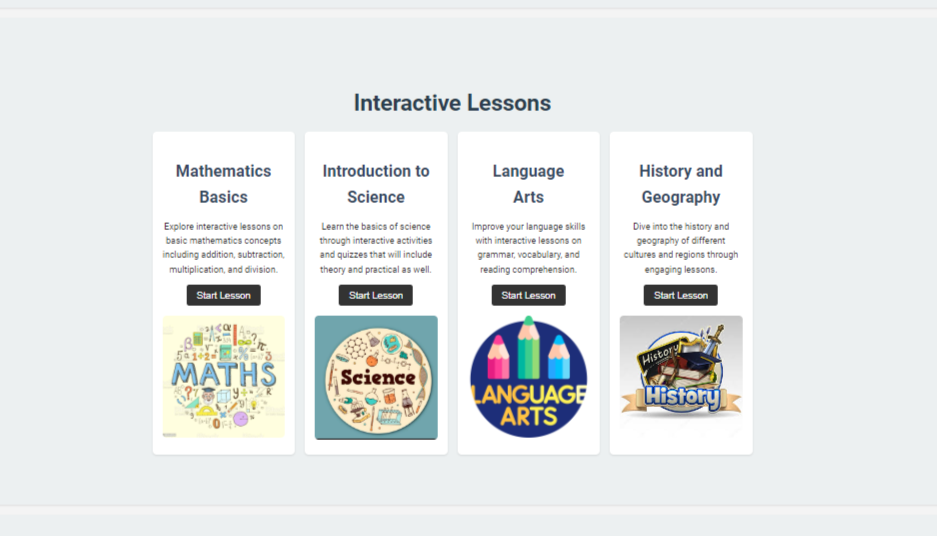 Interactive Lessons
Mathematics
Basics
Explore interactive lessons on
basic mathematics concepts
including addition, subtraction,
multiplication, and division.
Start Lesson
MATHS
Introduction to
Science
Learn the basics of science
through interactive activities
and quizzes that will include
theory and practical as well.
Start Lesson
Science
Language
Arts
Improve your language skills
with interactive lessons on
grammar, vocabulary, and
reading comprehension.
Start Lesson
LANGUAGE
ARTS
History and
Geography
Dive into the history and
geography of different
cultures and regions through
engaging lessons.
Start Lesson
History
History